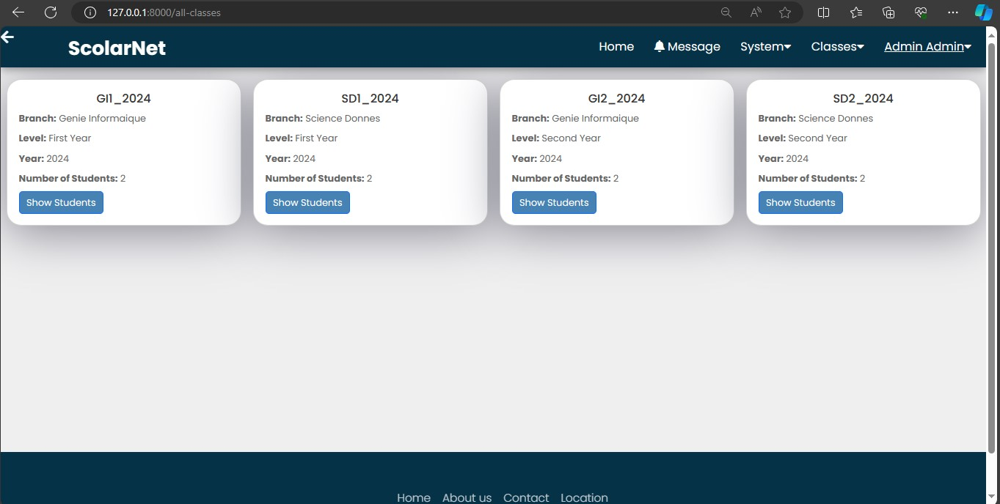 127.0.0.1:8000/all-classes
ScolarNet Home Message System Classes Admin Admin
GI1_2024
Branch: Genie Informaique
Level: First Year
Year: 2024
Number of Students: 2
Show Students
SD1_2024
Branch: Science Donnes
Level: First Year
Year: 2024
Number of Students: 2
Show Students
GI2_2024
Branch: Genie Informaique
Level: Second Year
Year: 2024
Number of Students: 2
Show Students
SD2_2024
Branch: Science Donnes
Level: Second Year
Year: 2024
Number of Students: 2
Show Students
Home About us Contact Location